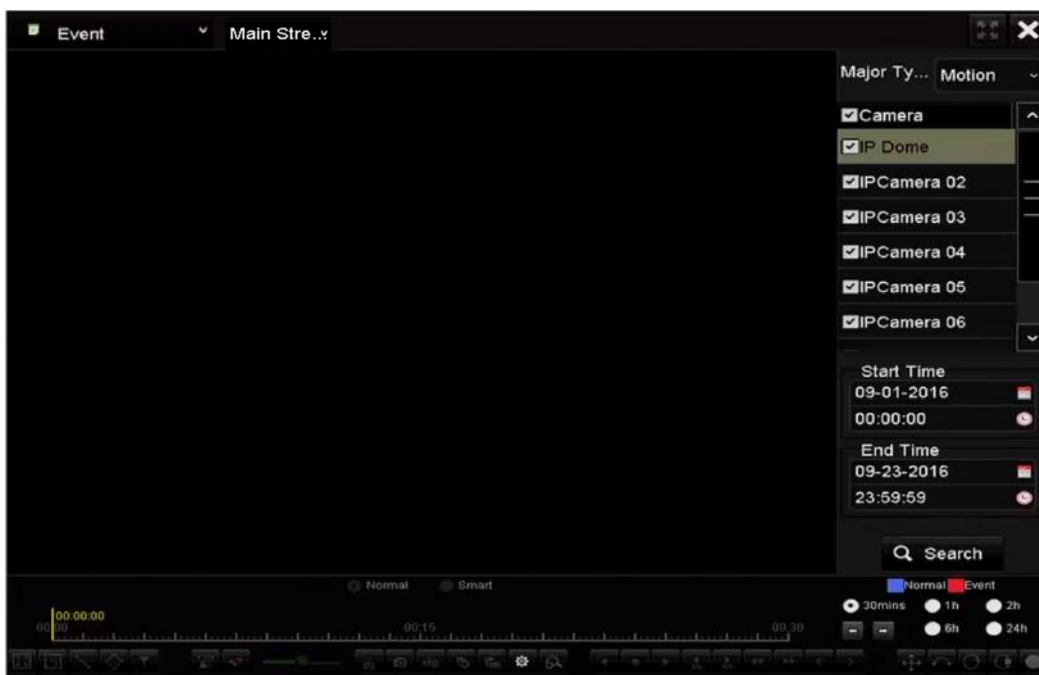 Event
Main Stre..
Major Ty... Motion
Camera
IP Dome
IPCamera 02
IPCamera 03
IPCamera 04
IPCamera 05
IPCamera 06
Start Time
09-01-2016
00:00:00
End Time
09-23-2016
23:59:59
Search
Normal Smart
Normal Event
00:00:00
00:00 00:15 00:30
30mins 1h 2h
6h 24h